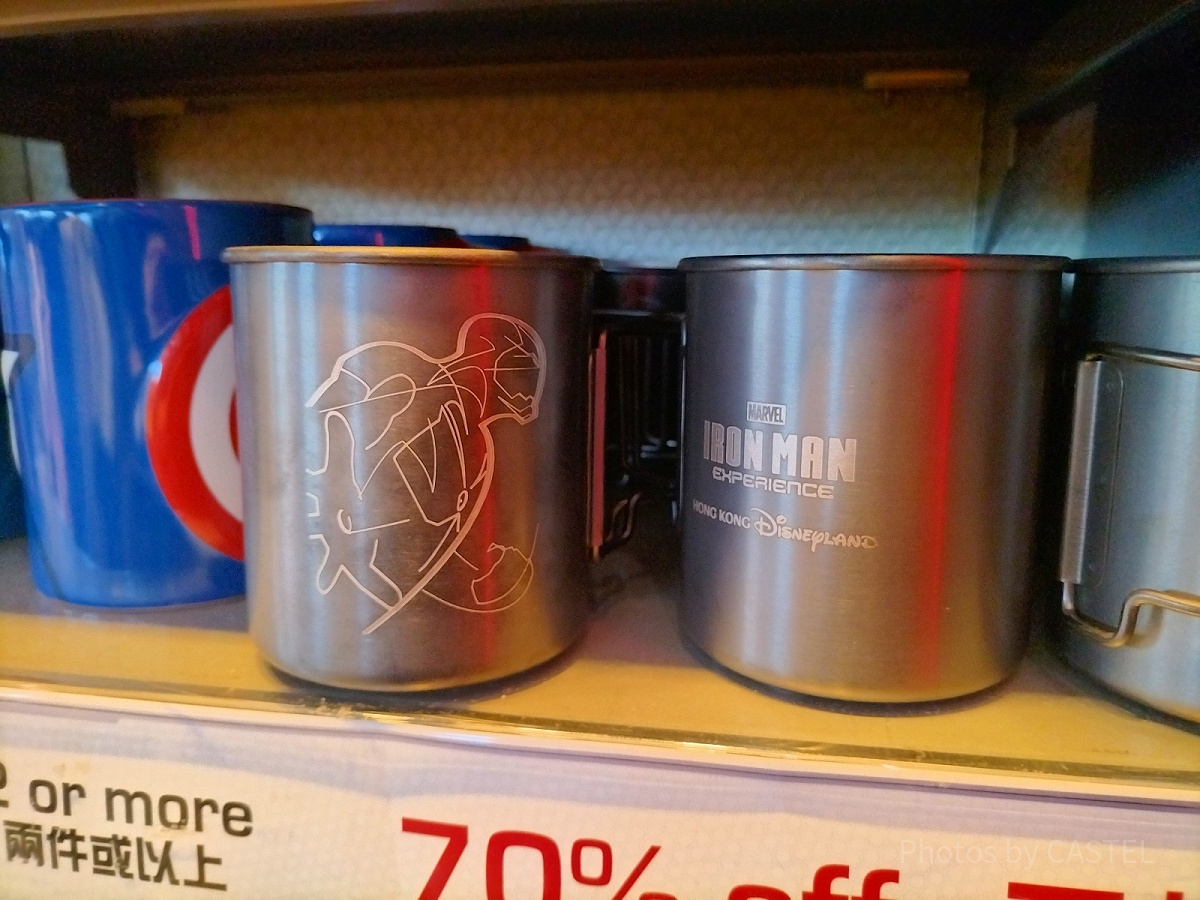 MARVEL
IRON MAN
EXPERIENCE
HONG KONG DISNEYLAND
2 or more
兩件或以上
70% off
Photos by CASTEL